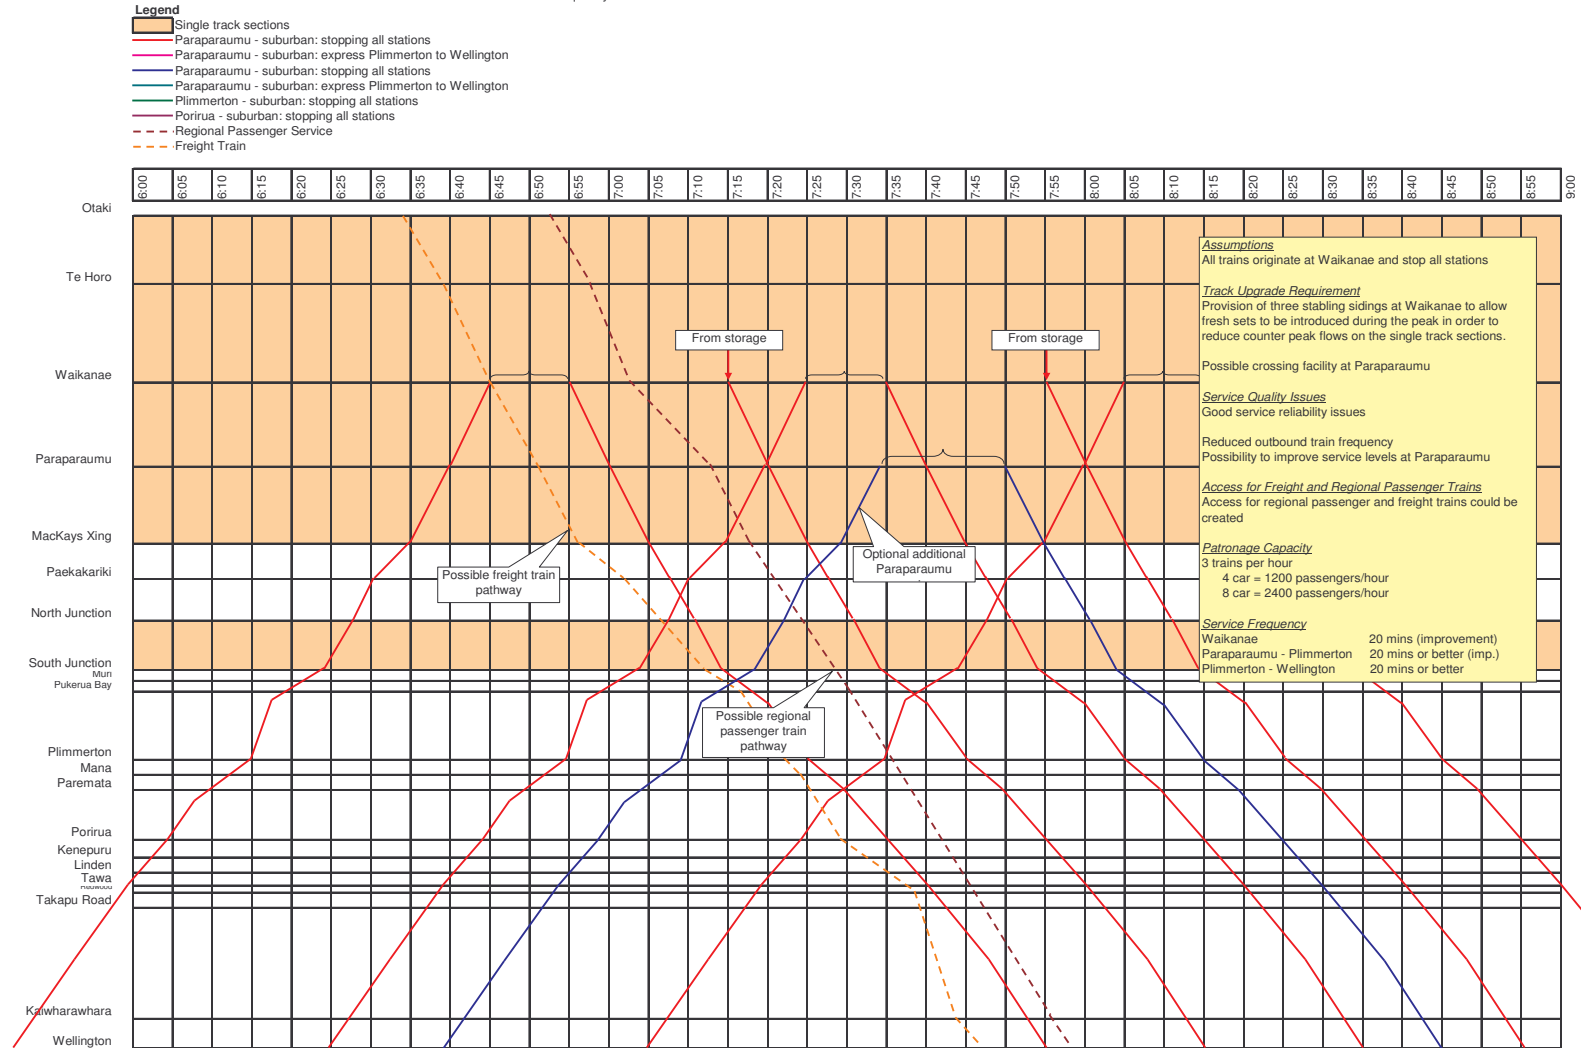 Legend
Single track sections
Paraparaumu - suburban: stopping all stations
Paraparaumu - suburban: express Plimmerton to Wellington
Paraparaumu - suburban: stopping all stations
Paraparaumu - suburban: express Plimmerton to Wellington
Plimmerton - suburban: stopping all stations
Porirua - suburban: stopping all stations
Regional Passenger Service
Freight Train
6:00 6:05 6:10 6:15 6:20 6:25 6:30 6:35 6:40 6:45 6:50 6:55 7:00 7:05 7:10 7:15 7:20 7:25 7:30 7:35 7:40 7:45 7:50 7:55 8:00 8:05 8:10 8:15 8:20 8:25 8:30 8:35 8:40 8:45 8:50 8:55 9:00
Otaki
Te Horo
Waikanae
Paraparaumu
MacKays Xing
Paekakariki
North Junction
South Junction
Muri
Pukerua Bay
Plimmerton
Mana
Paremata
Porirua
Kenepuru
Linden
Tawa
Redwood
Takapu Road
Kaiwharawhara
Wellington
From storage
From storage
Possible freight train
pathway
Optional additional
Paraparaumu
Possible regional
passenger train
pathway
Assumptions
All trains originate at Waikanae and stop all stations
Track Upgrade Requirement
Provision of three stabling sidings at Waikanae to allow
fresh sets to be introduced during the peak in order to
reduce counter peak flows on the single track sections.
Possible crossing facility at Paraparaumu
Service Quality Issues
Good service reliability issues
Reduced outbound train frequency
Possibility to improve service levels at Paraparaumu
Access for Freight and Regional Passenger Trains
Access for regional passenger and freight trains could be
created
Patronage Capacity
3 trains per hour
4 car = 1200 passengers/hour
8 car = 2400 passengers/hour
Service Frequency
Waikanae 20 mins (improvement)
Paraparaumu - Plimmerton 20 mins or better (imp.)
Plimmerton - Wellington 20 mins or better